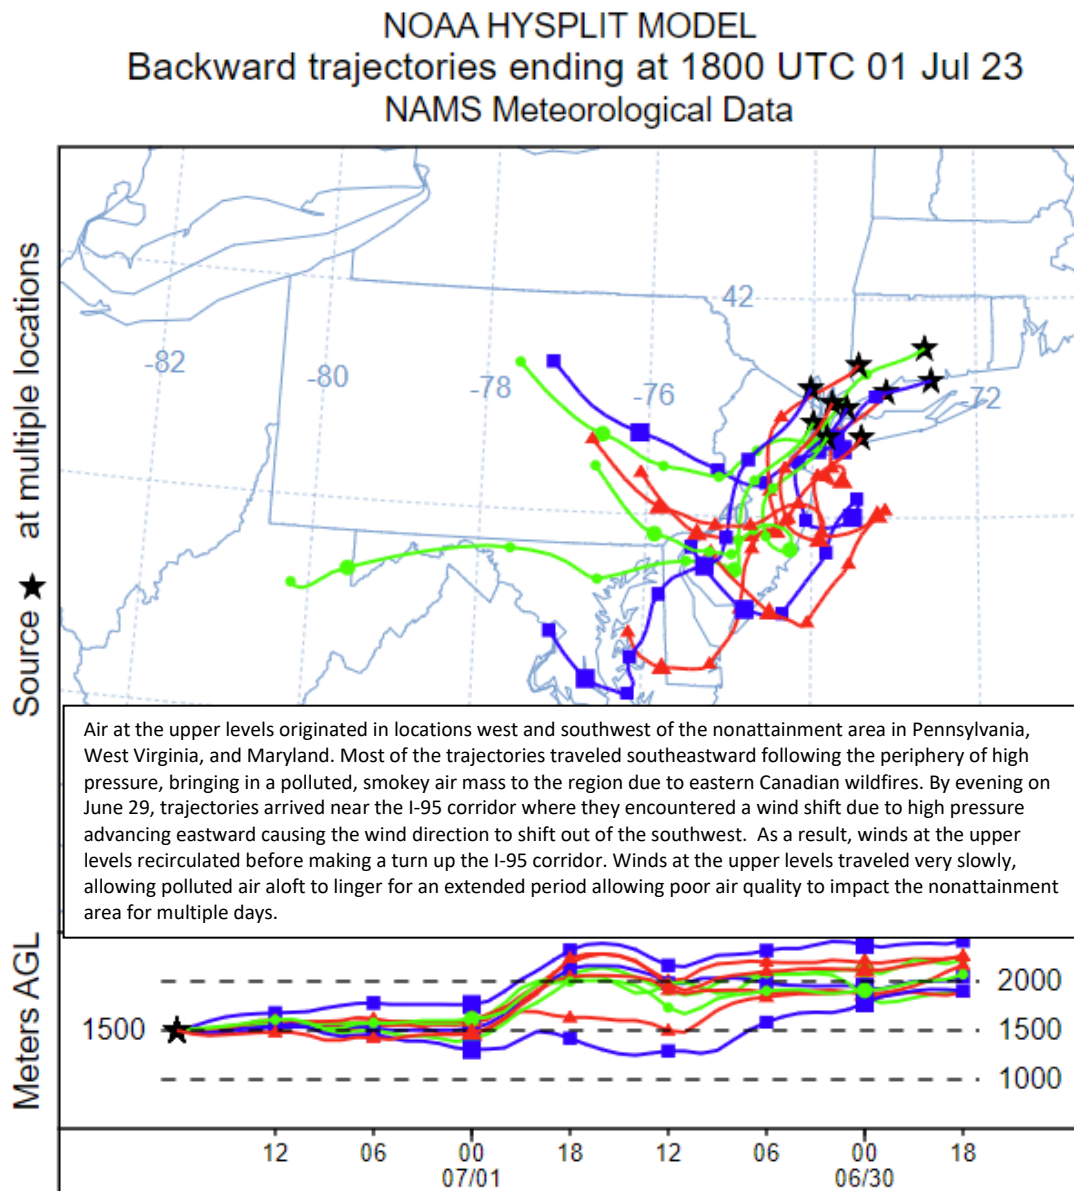 NOAA HYSPLIT MODEL
Backward trajectories ending at 1800 UTC 01 Jul 23
NAMS Meteorological Data
Source ★ at multiple locations
42
-82
-80
-78
-76
-72
40
Air at the upper levels originated in locations west and southwest of the nonattainment area in Pennsylvania,
West Virginia, and Maryland. Most of the trajectories traveled southeastward following the periphery of high
pressure, bringing in a polluted, smokey air mass to the region due to eastern Canadian wildfires. By evening on
June 29, trajectories arrived near the I-95 corridor where they encountered a wind shift due to high pressure
advancing eastward causing the wind direction to shift out of the southwest.  As a result, winds at the upper
levels recirculated before making a turn up the I-95 corridor. Winds at the upper levels traveled very slowly,
allowing polluted air aloft to linger for an extended period allowing poor air quality to impact the nonattainment
area for multiple days.
Meters AGL
2000
1500 ★ 1500
1000
12 06 00 18 12 06 00 18
07/01 06/30